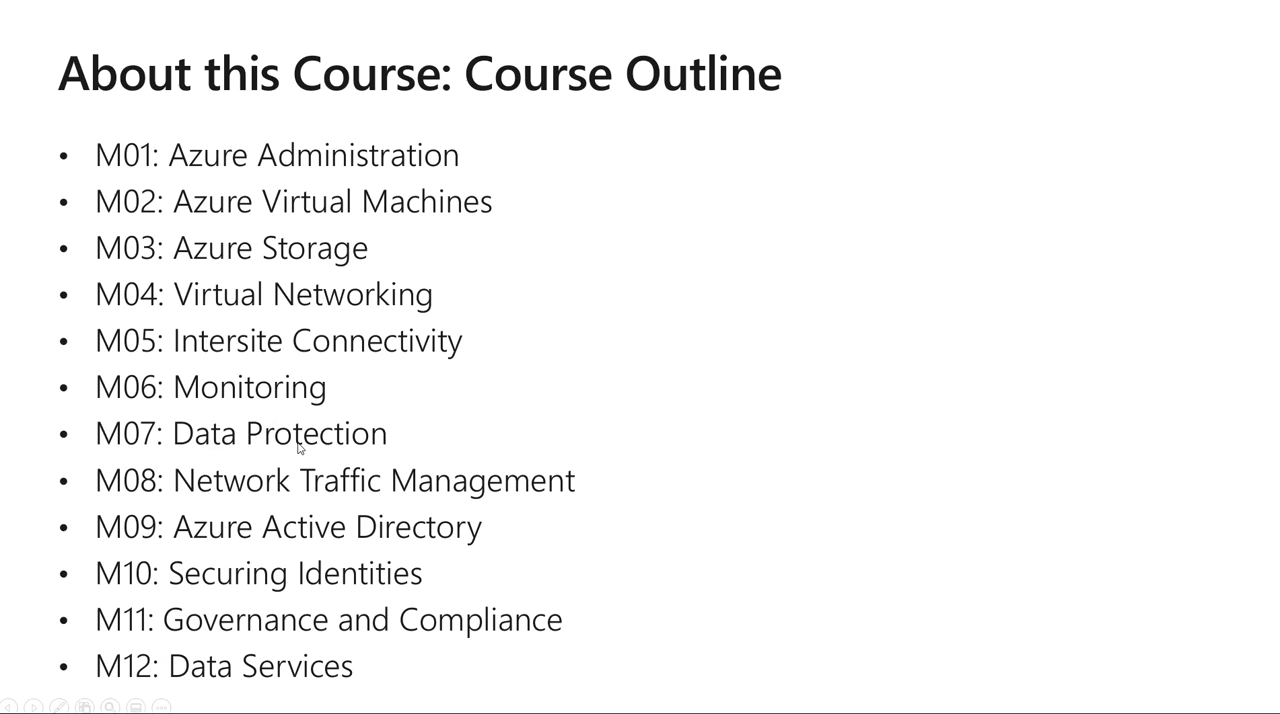 About this Course: Course Outline
• M01: Azure Administration
• M02: Azure Virtual Machines
• M03: Azure Storage
• M04: Virtual Networking
• M05: Intersite Connectivity
• M06: Monitoring
• M07: Data Protection
• M08: Network Traffic Management
• M09: Azure Active Directory
• M10: Securing Identities
• M11: Governance and Compliance
• M12: Data Services